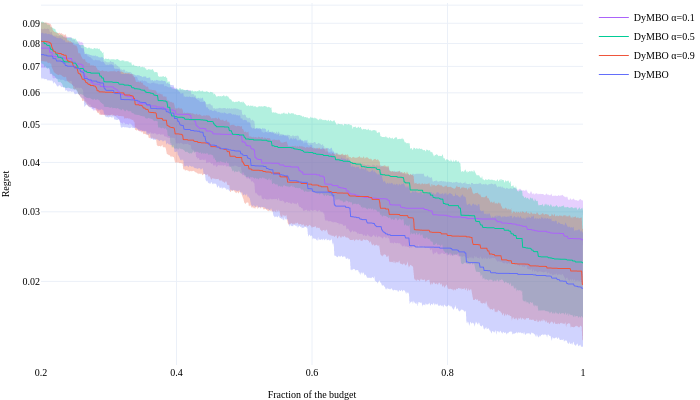 0.09
0.08
0.07
0.06
0.05
0.04
0.03
0.02
Regret
0.2
0.4
0.6
0.8
1
Fraction of the budget
DyMBO α=0.1
DyMBO α=0.5
DyMBO α=0.9
DyMBO